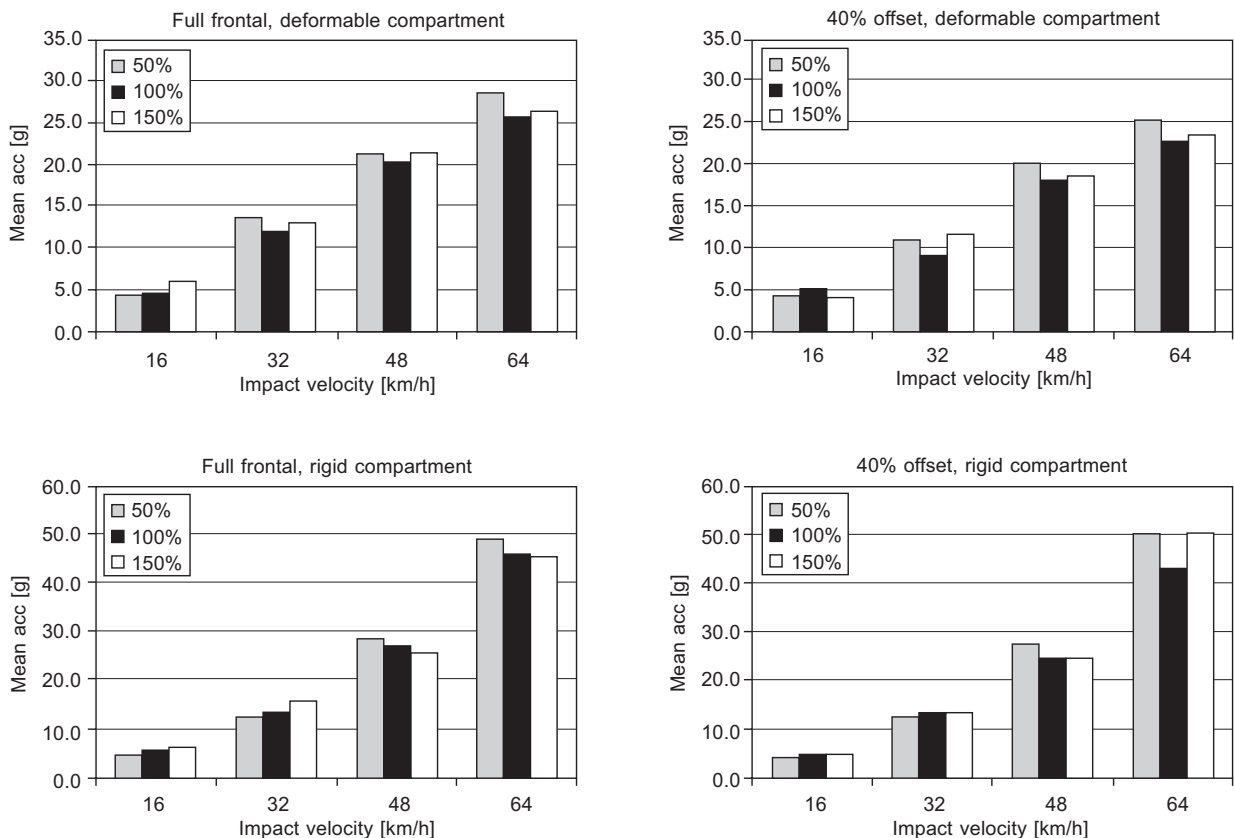 Full frontal, deformable compartment
Mean acc [g]
35.0
30.0
25.0
20.0
15.0
10.0
5.0
0.0
50%
100%
150%
16 32 48 64
Impact velocity [km/h]
40% offset, deformable compartment
Mean acc [g]
35.0
30.0
25.0
20.0
15.0
10.0
5.0
0.0
50%
100%
150%
16 32 48 64
Impact velocity [km/h]
Full frontal, rigid compartment
Mean acc [g]
60.0
50.0
40.0
30.0
20.0
10.0
0.0
50%
100%
150%
16 32 48 64
Impact velocity [km/h]
40% offset, rigid compartment
Mean acc [g]
60.0
50.0
40.0
30.0
20.0
10.0
0.0
50%
100%
150%
16 32 48 64
Impact velocity [km/h]